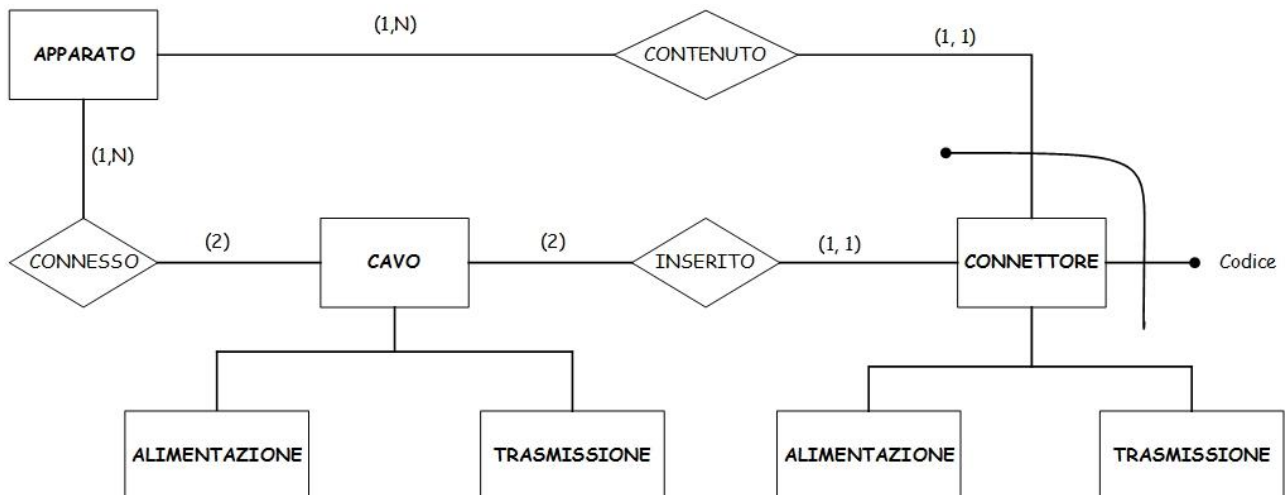 (1,N)
(1, 1)
APPARATO
CONTENUTO
(1,N)
(2)
(2)
(1, 1)
CONNESSO
CAVO
INSERITO
CONNETTORE
Codice
ALIMENTAZIONE
TRASMISSIONE
ALIMENTAZIONE
TRASMISSIONE